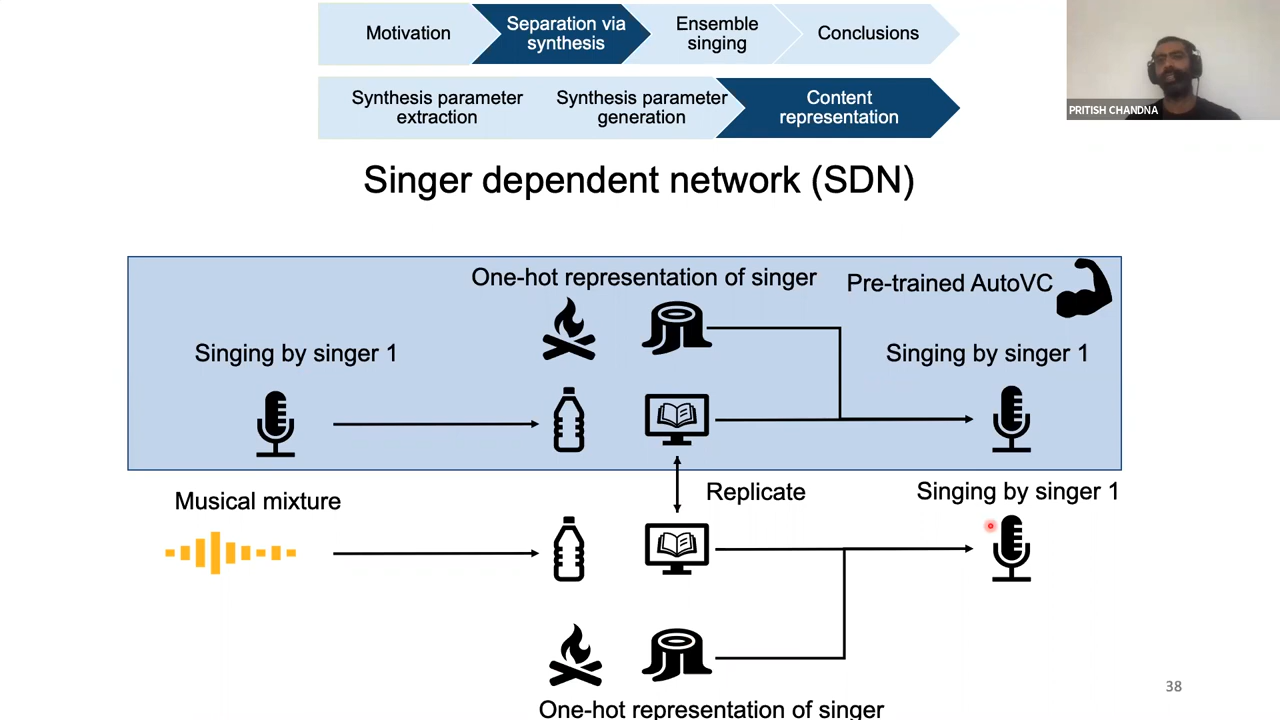 Motivation
Separation via
synthesis
Ensemble
singing
Conclusions
Synthesis parameter
extraction
Synthesis parameter
generation
Content
representation
PRITISH CHANDNA
Singer dependent network (SDN)
One-hot representation of singer
Pre-trained AutoVC
Singing by singer 1
Singing by singer 1
Replicate
Musical mixture
Singing by singer 1
One-hot representation of singer
38